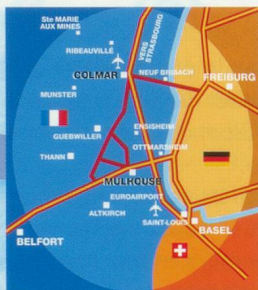 Ste MARIE
AUX MINES
RIBEAUVILLÉ
VERS
STRASBOURG
COLMAR
NEUF BRISACH
FREIBURG
MUNSTER
ENSISHEIM
GUEBWILLER
OTTMARSHEIM
THANN
MULHOUSE
EUROAIRPORT
ALTKIRCH
SAINT-LOUIS
BASEL
BELFORT